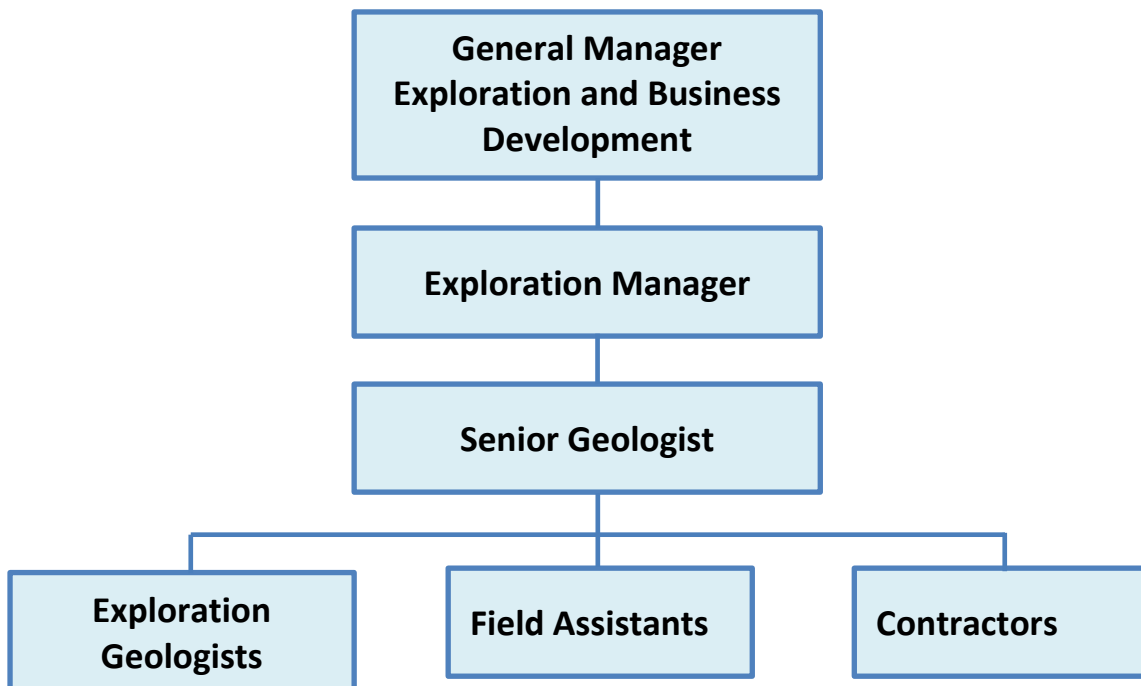 General Manager
Exploration and Business
Development
Exploration Manager
Senior Geologist
Exploration
Geologists
Field Assistants
Contractors